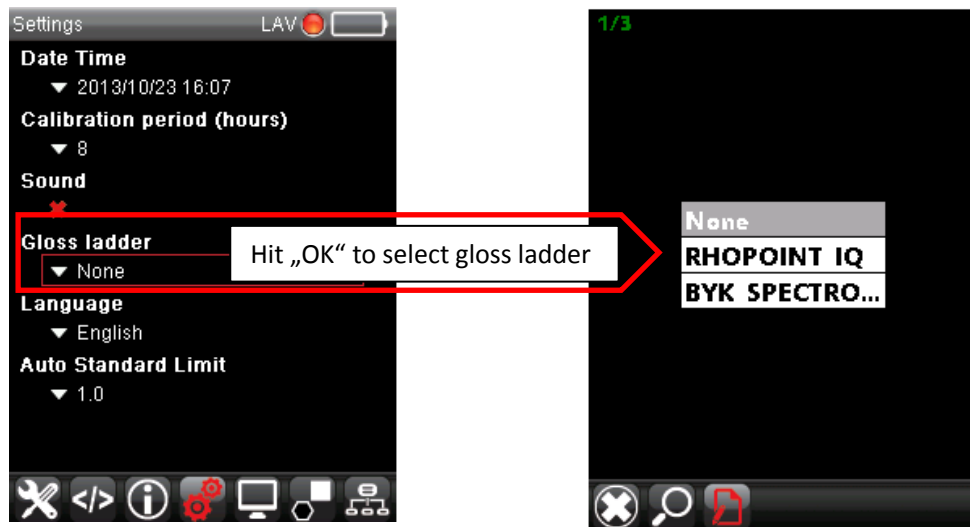 Settings LAV
Date Time
2013/10/23 16:07
Calibration period (hours)
8
Sound
Gloss ladder
None
Language
English
Auto Standard Limit
1.0
Hit „OK“ to select gloss ladder
1/3
None
RHOPOINT IQ
BYK SPECTRO...